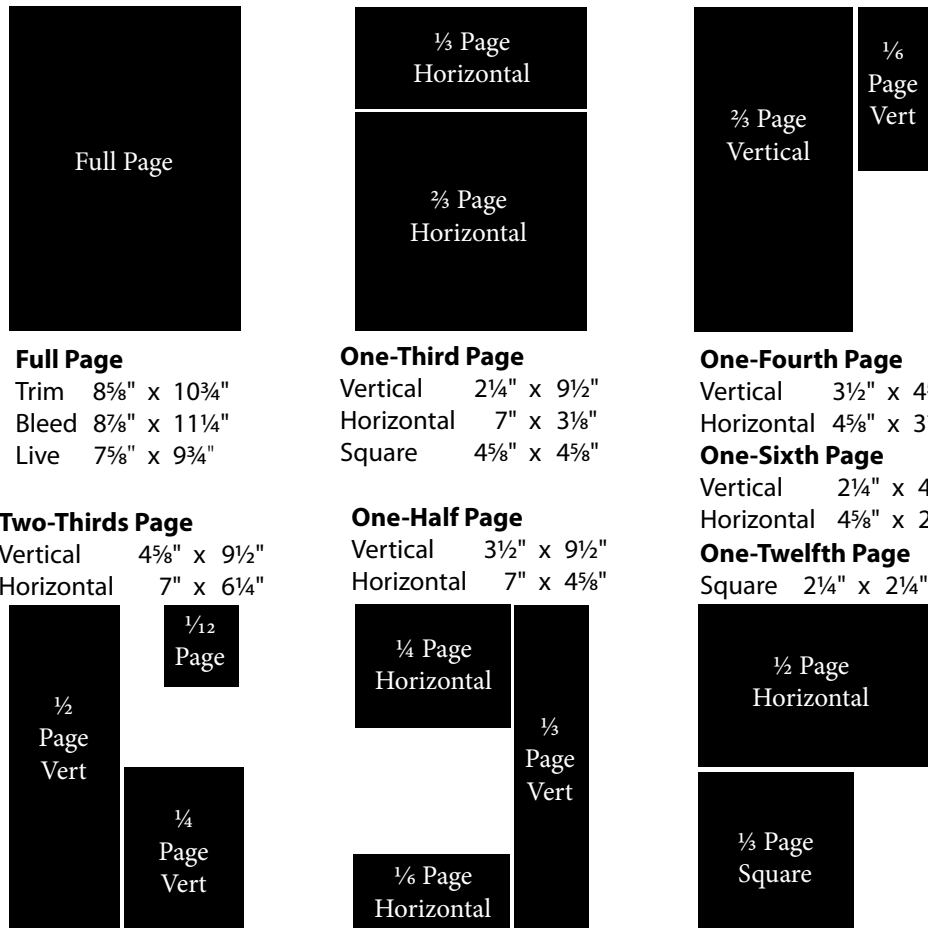 Full Page
⅓ Page
Horizontal
⅔ Page
Horizontal
⅔ Page
Vertical
⅙
Page
Vert
Full Page
Trim 8⅝" x 10¾"
Bleed 8⅞" x 11¼"
Live 7⅝" x 9¾"
One-Third Page
Vertical 2¼" x 9½"
Horizontal 7" x 3⅛"
Square 4⅝" x 4⅝"
One-Fourth Page
Vertical 3½" x
Horizontal 4⅝" x
One-Sixth Page
Vertical 2¼" x
Horizontal 4⅝" x
One-Twelfth Page
Square 2¼" x 2¼"
Two-Thirds Page
Vertical 4⅝" x 9½"
Horizontal 7" x 6¼"
One-Half Page
Vertical 3½" x 9½"
Horizontal 7" x 4⅝"
½
Page
Vert
1/12
Page
¼
Page
Vert
¼ Page
Horizontal
⅓
Page
Vert
⅙ Page
Horizontal
½ Page
Horizontal
⅓ Page
Square